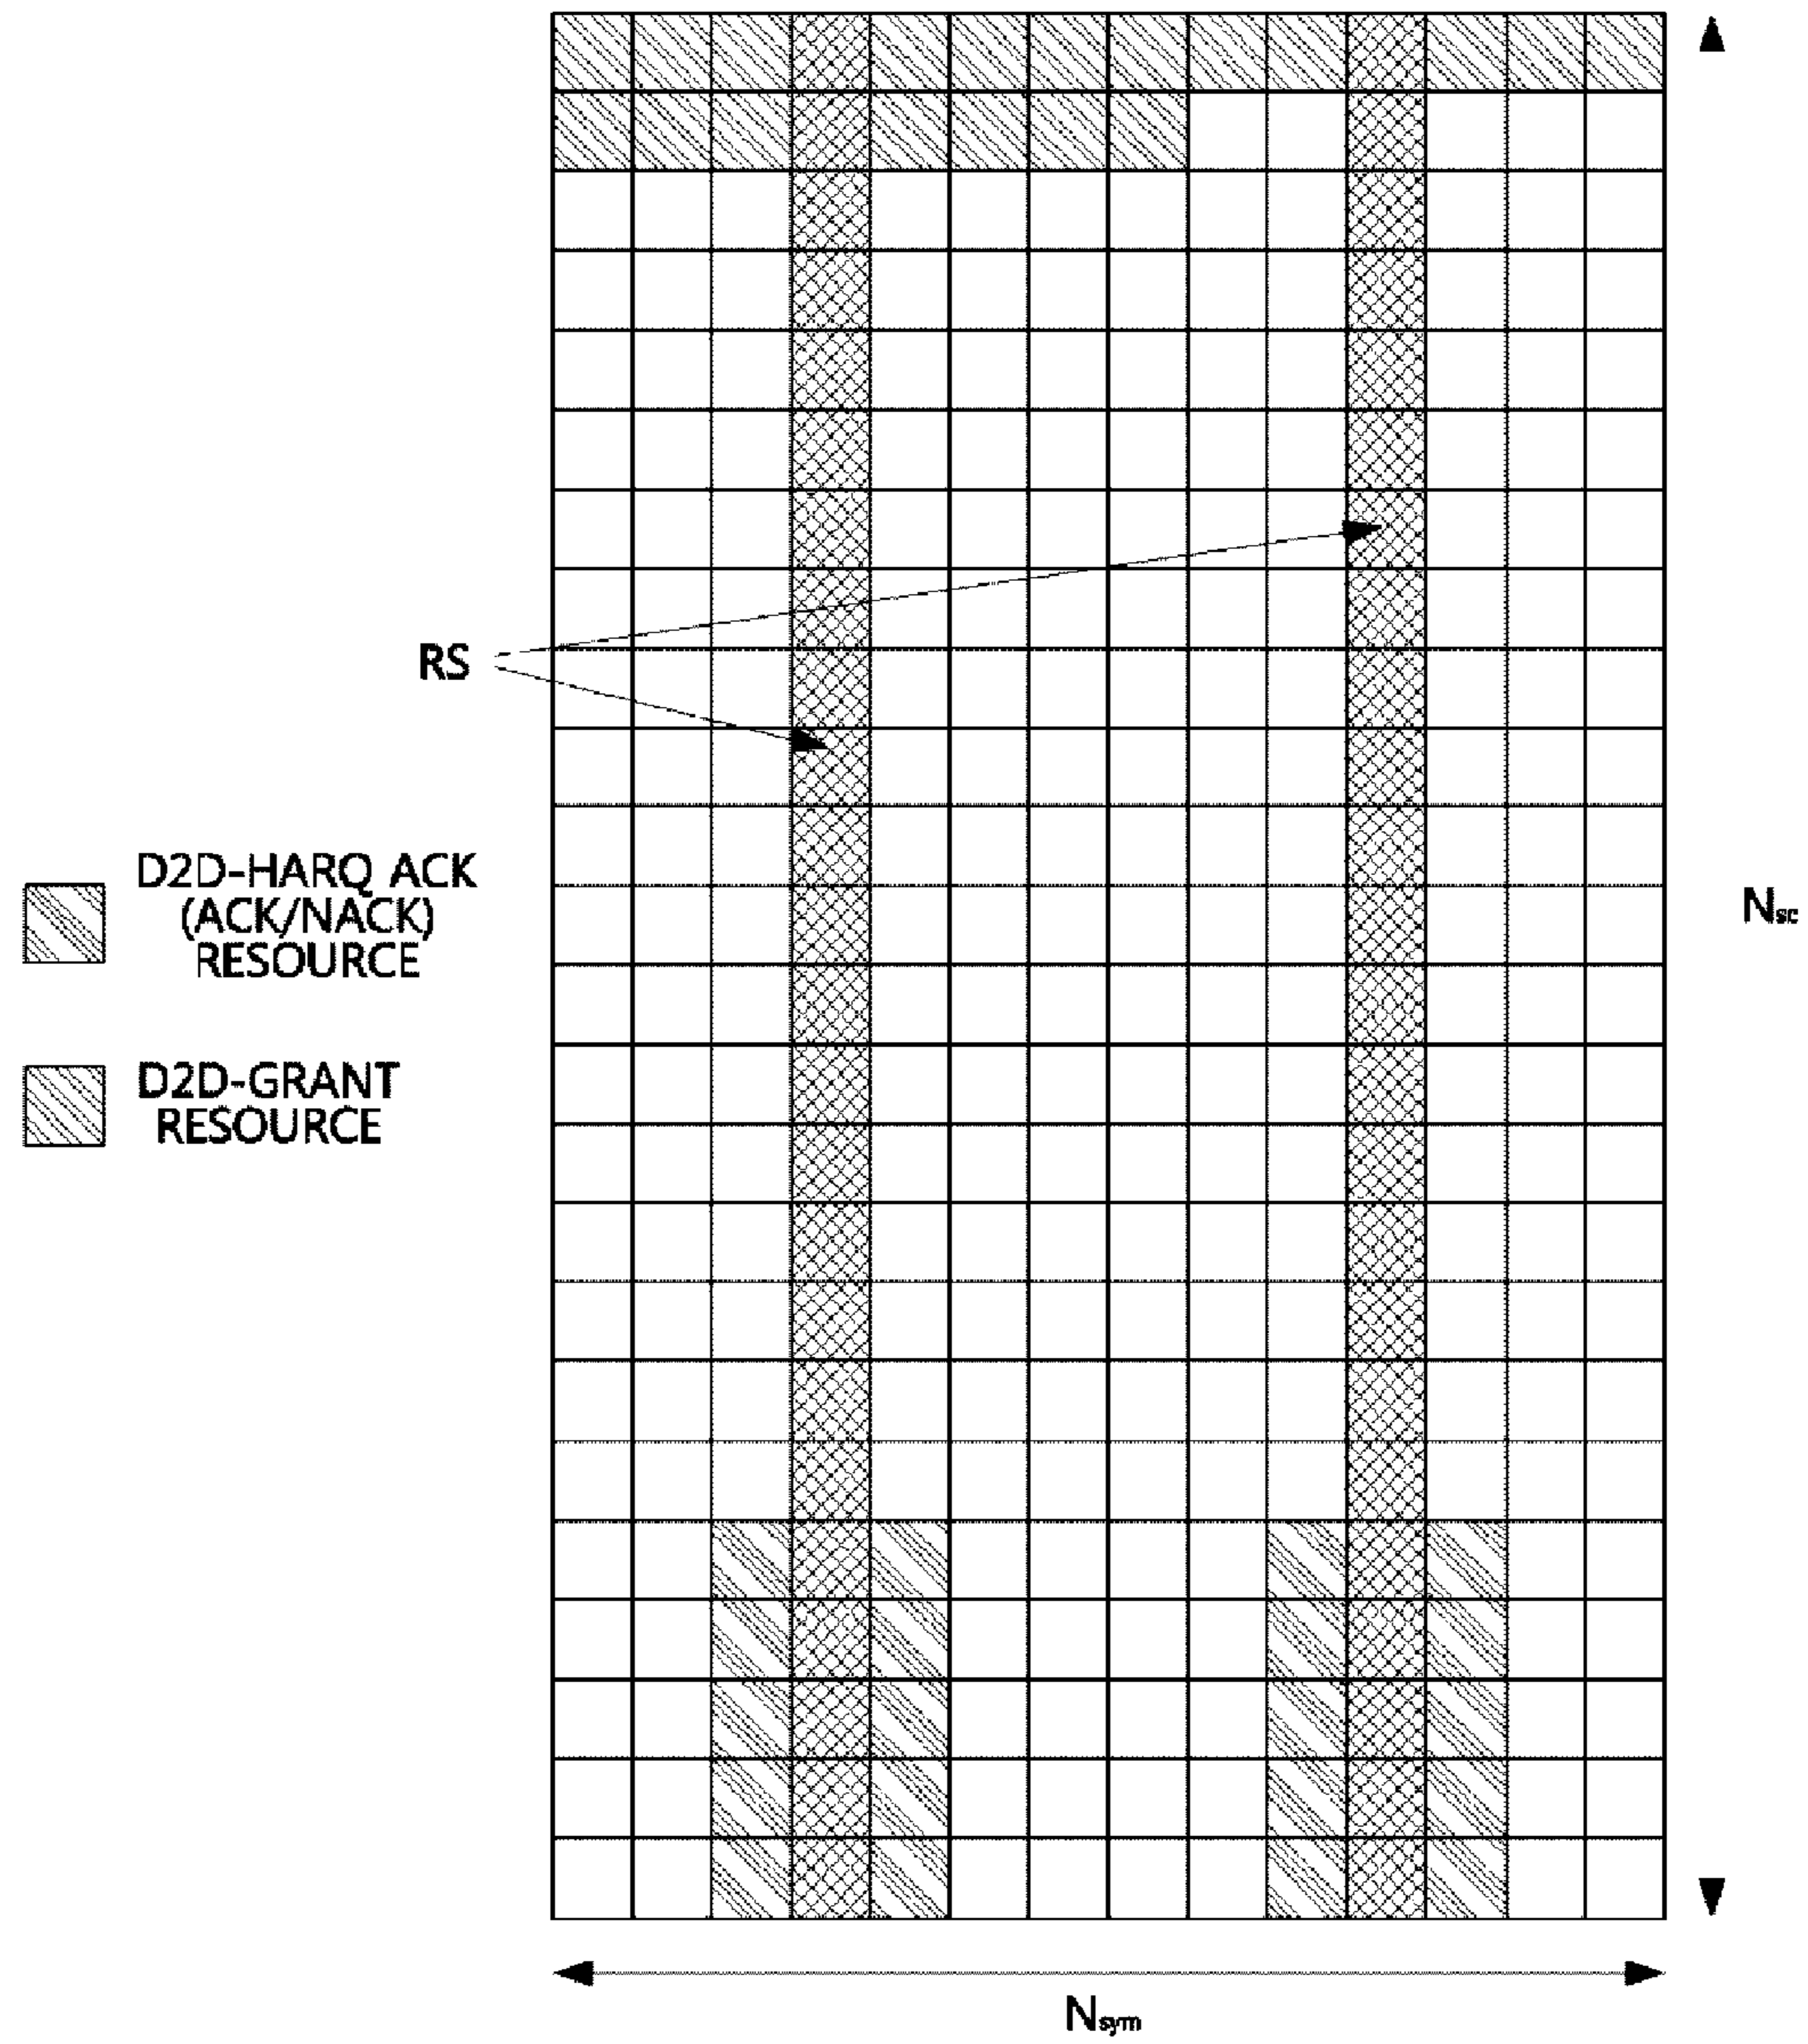 RS
D2D-HARQ ACK
(ACK/NACK)
RESOURCE
Nsc
D2D-GRANT
RESOURCE
Nsym